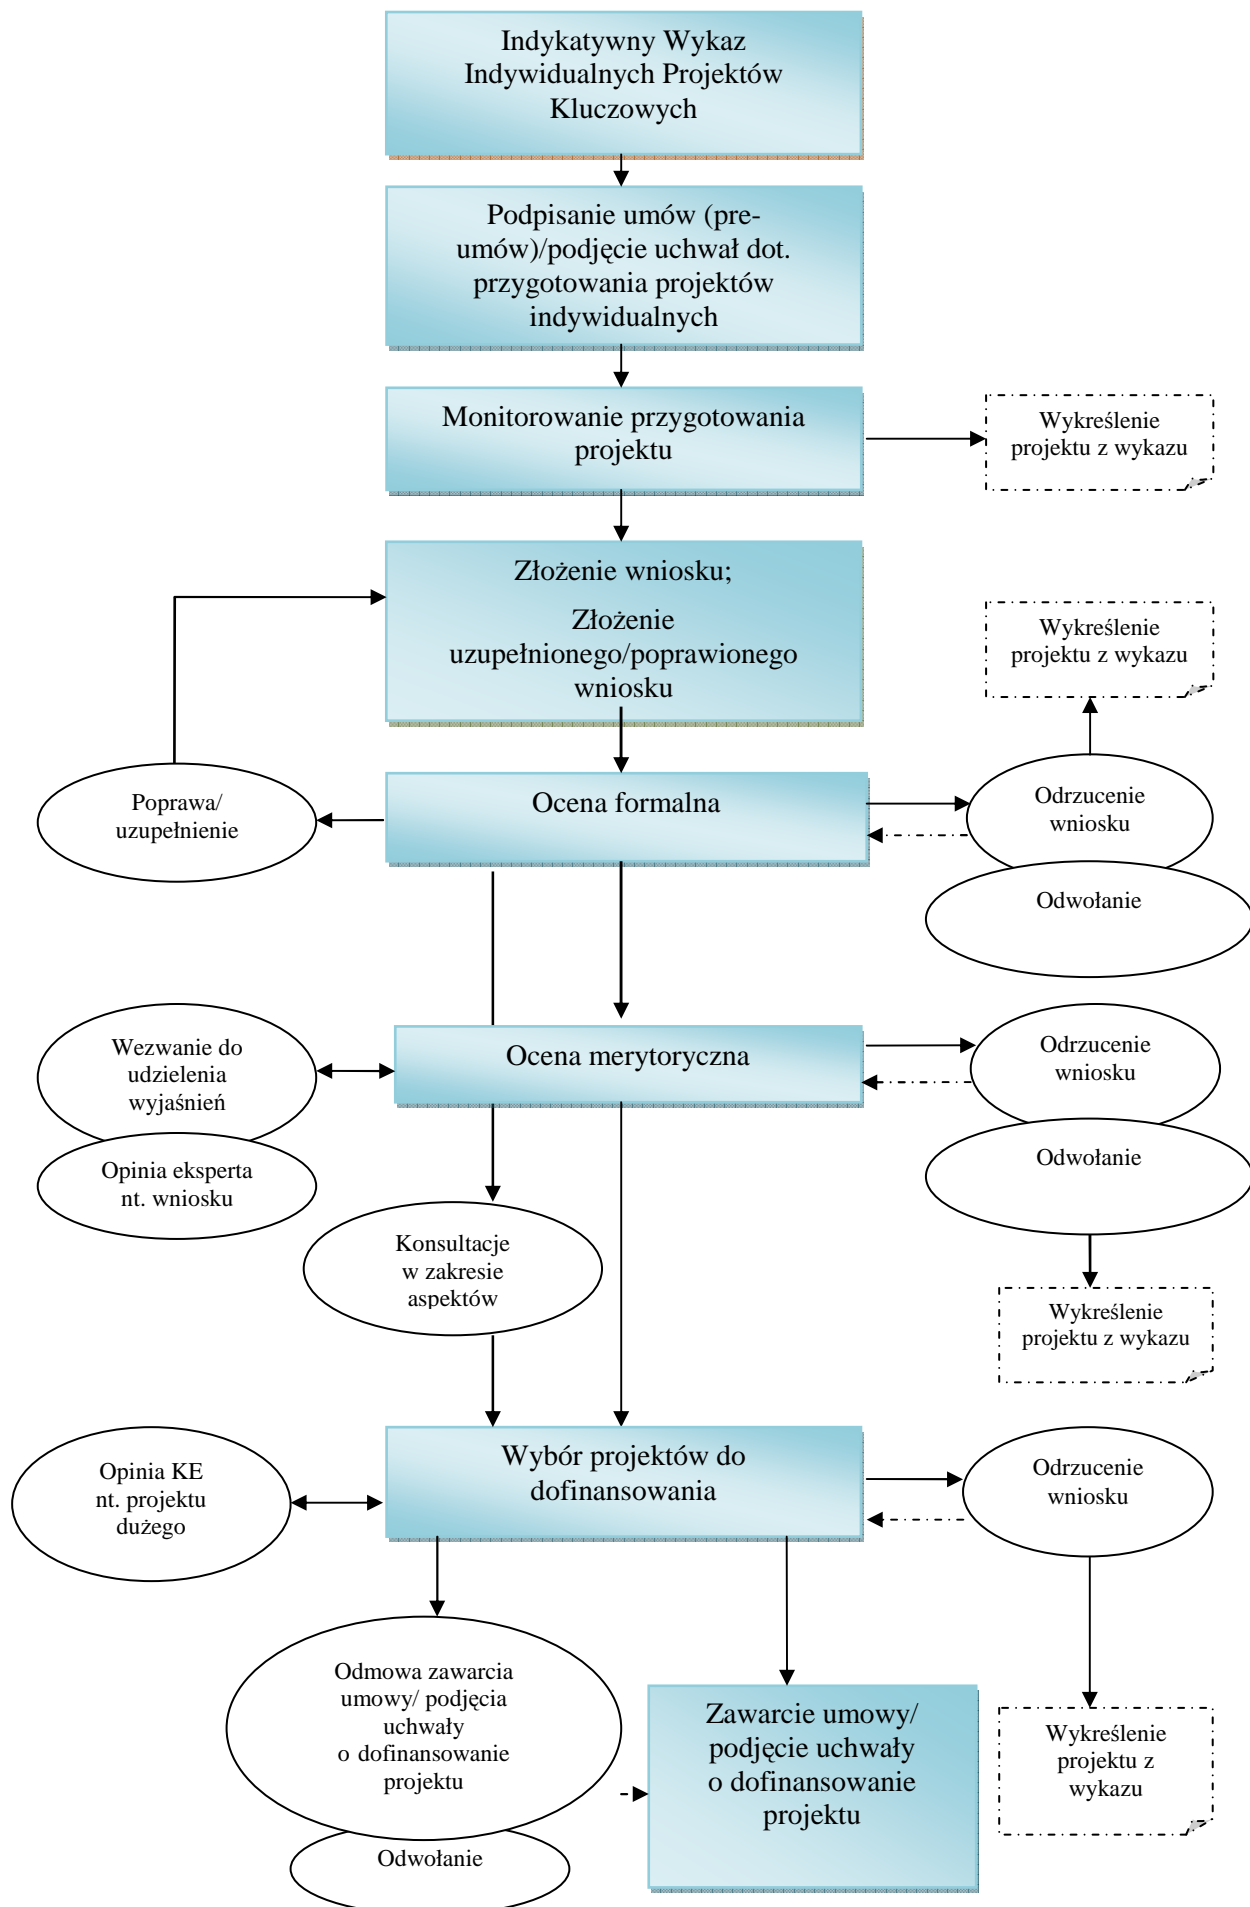 Indykatywny Wykaz
Indywidualnych Projektów
Kluczowych
Podpisanie umów (pre-
umów)/podjęcie uchwał dot.
przygotowania projektów
indywidualnych
Monitorowanie przygotowania
projektu
Wykreślenie
projektu z wykazu
Złożenie wniosku;
Złożenie
uzupełnionego/poprawionego
wniosku
Wykreślenie
projektu z wykazu
Poprawa/
uzupełnienie
Ocena formalna
Odrzucenie
wniosku
Odwołanie
Wezwanie do
udzielenia
wyjaśnień
Opinia eksperta
nt. wniosku
Ocena merytoryczna
Odrzucenie
wniosku
Odwołanie
Konsultacje
w zakresie
aspektów
Wykreślenie
projektu z wykazu
Opinia KE
nt. projektu
dużego
Wybór projektów do
dofinansowania
Odrzucenie
wniosku
Odmowa zawarcia
umowy/ podjęcia
uchwały
o dofinansowanie
projektu
Odwołanie
Zawarcie umowy/
podjęcie uchwały
o dofinansowanie
projektu
Wykreślenie
projektu z
wykazu